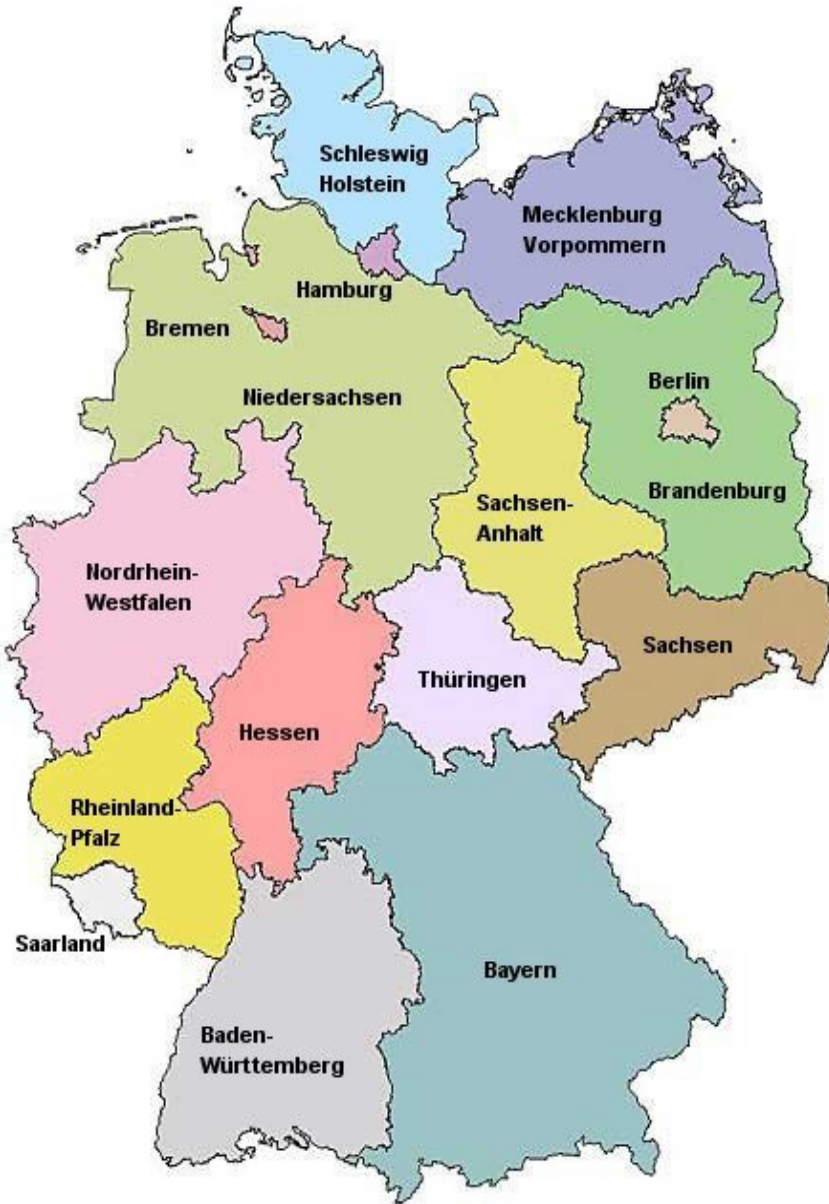 Schleswig
Holstein
Mecklenburg
Vorpommern
Hamburg
Bremen
Niedersachsen
Berlin
Brandenburg
Sachsen-
Anhalt
Nordrhein-
Westfalen
Sachsen
Thüringen
Hessen
Rheinland-
Pfalz
Saarland
Bayern
Baden-
Württemberg